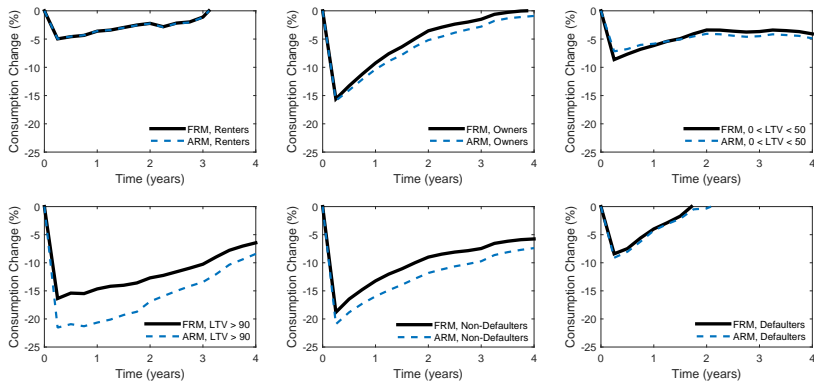 0
-5
-10
-15
-20
-25
Consumption Change (%)
FRM, Renters
ARM, Renters
0 1 2 3 4
Time (years)
0
-5
-10
-15
-20
-25
Consumption Change (%)
FRM, Owners
ARM, Owners
0 1 2 3 4
Time (years)
0
-5
-10
-15
-20
-25
Consumption Change (%)
FRM, 0 < LTV < 50
ARM, 0 < LTV < 50
0 1 2 3 4
Time (years)
0
-5
-10
-15
-20
-25
Consumption Change (%)
FRM, LTV > 90
ARM, LTV > 90
0 1 2 3 4
Time (years)
0
-5
-10
-15
-20
-25
Consumption Change (%)
FRM, Non-Defaulters
ARM, Non-Defaulters
0 1 2 3 4
Time (years)
0
-5
-10
-15
-20
-25
Consumption Change (%)
FRM, Defaulters
ARM, Defaulters
0 1 2 3 4
Time (years)